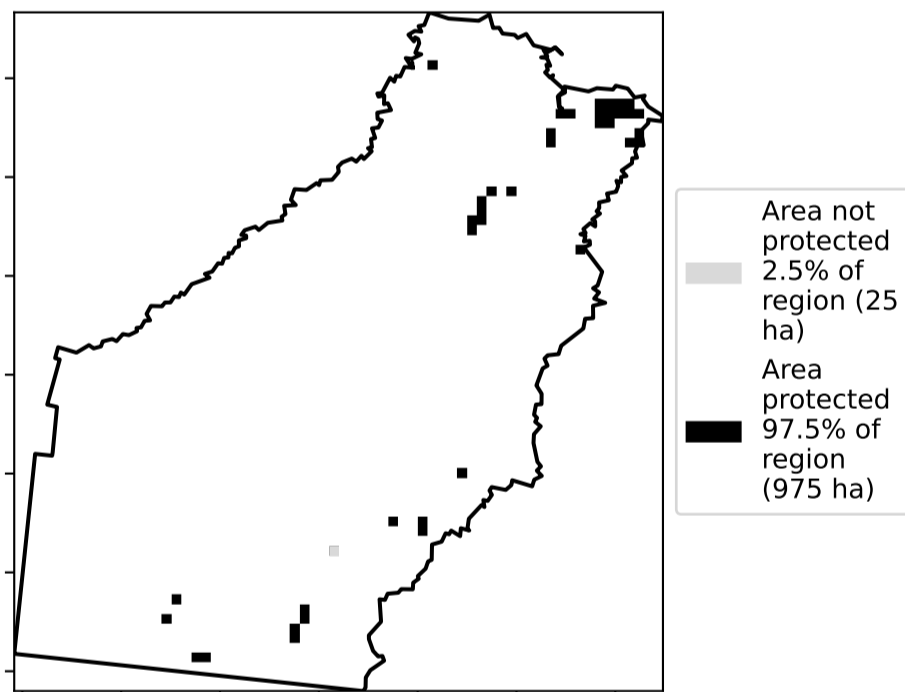 Area not
protected
2.5% of
region (25
ha)
Area
protected
97.5% of
region
(975 ha)